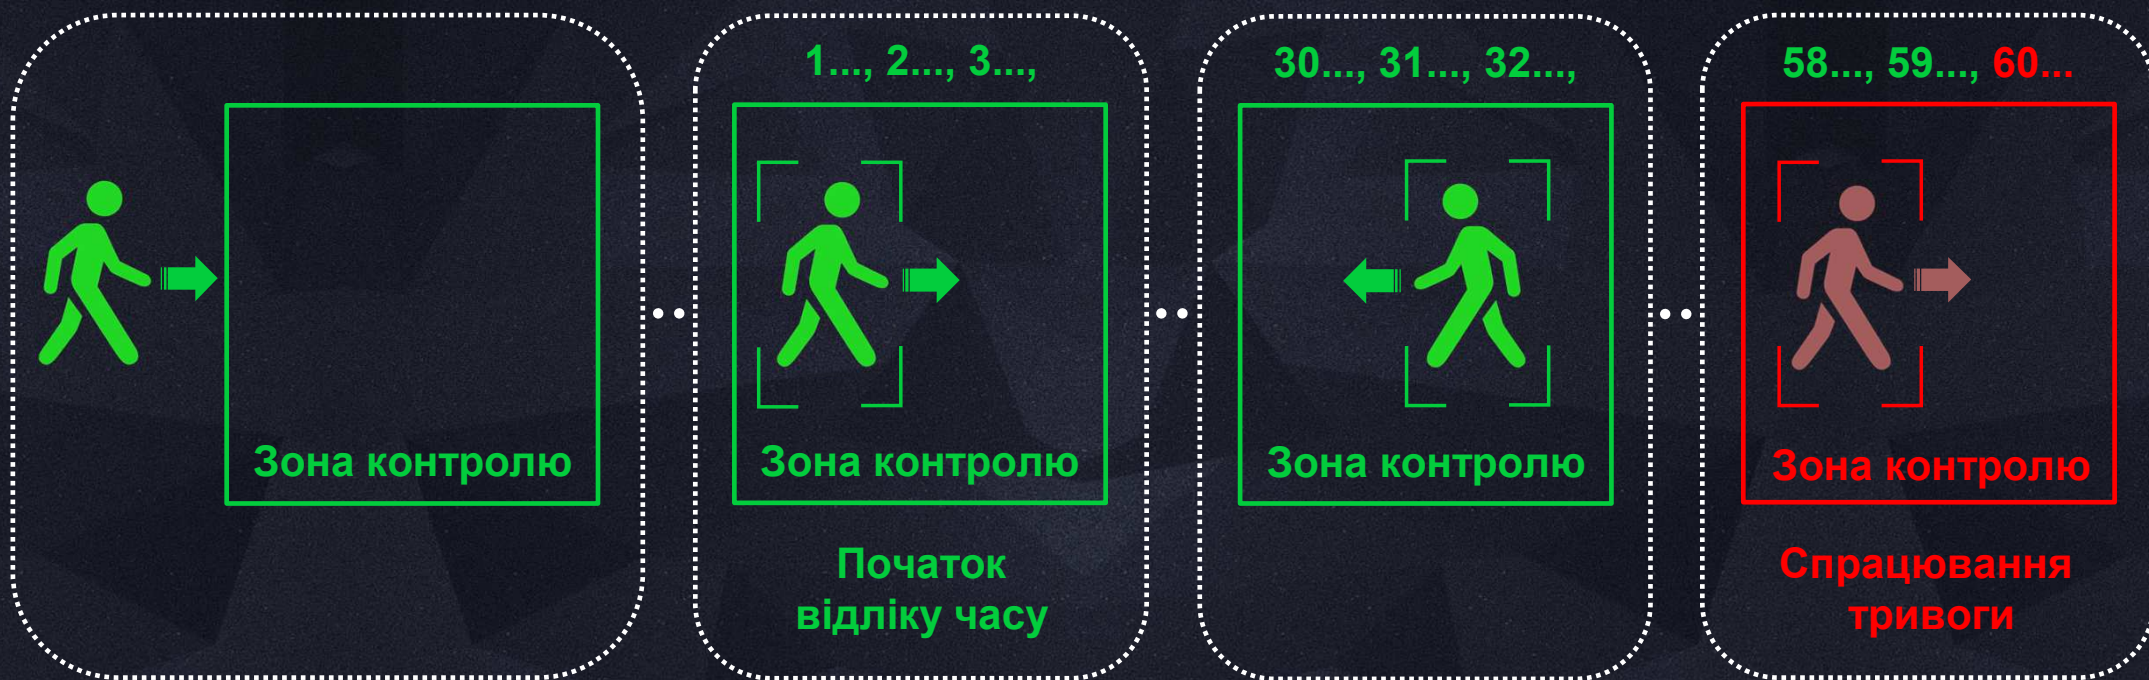 Зона контролю
1..., 2..., 3...,
Зона контролю
Початок
відліку часу
30..., 31..., 32...,
Зона контролю
58..., 59..., 60...
Зона контролю
Спрацювання
тривоги